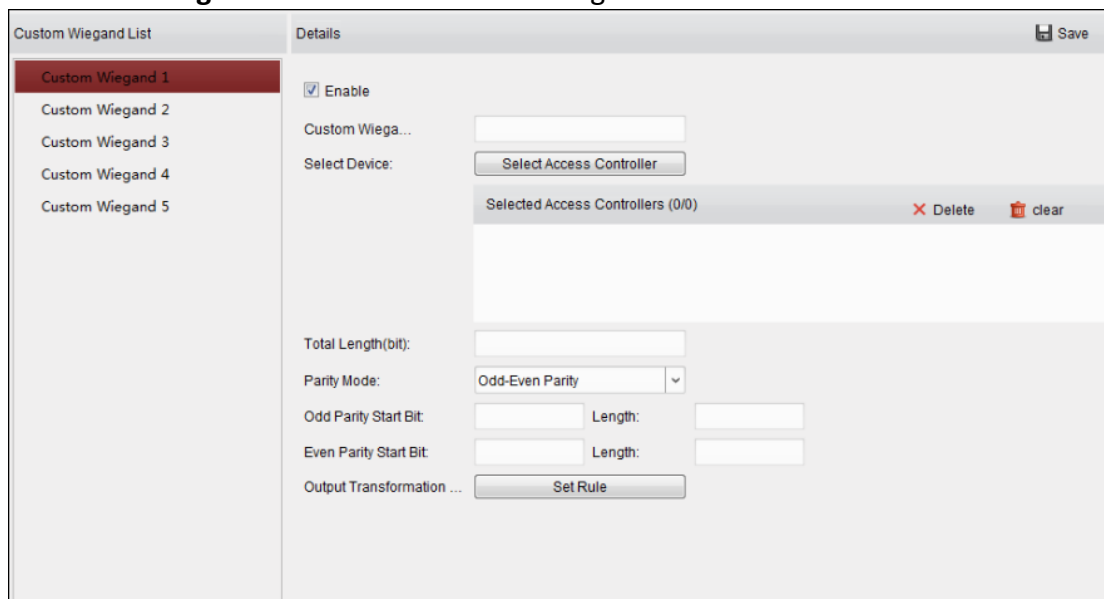 Custom Wiegand List
Details
Save
Custom Wiegand 1
Custom Wiegand 2
Custom Wiegand 3
Custom Wiegand 4
Custom Wiegand 5
Enable
Custom Wiega...
Select Device:
Select Access Controller
Selected Access Controllers (0/0)
Delete
clear
Total Length(bit):
Parity Mode:
Odd-Even Parity
Odd Parity Start Bit:
Length:
Even Parity Start Bit:
Length:
Output Transformation ...
Set Rule